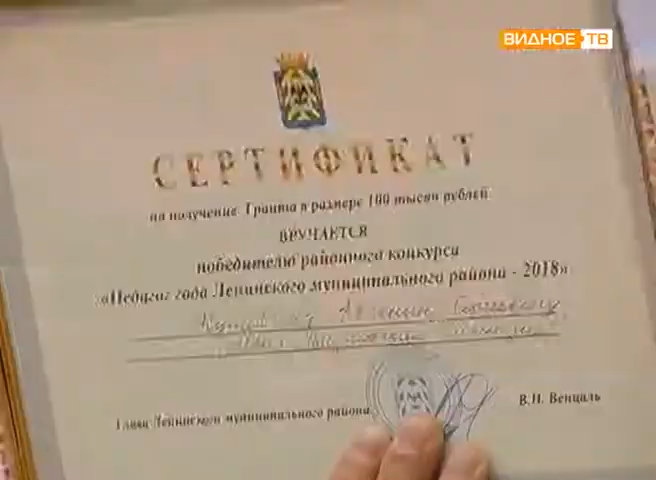 ВИДНОЕ ТВ
СЕРТИФИКАТ
на получение Гранта в размере 100 тысяч рублей
ВРУЧАЕТСЯ
победителю районного конкурса
«Педагог года Ленинского муниципального района - 2018»
Глава Ленинского муниципального района
В.Н. Венцаль